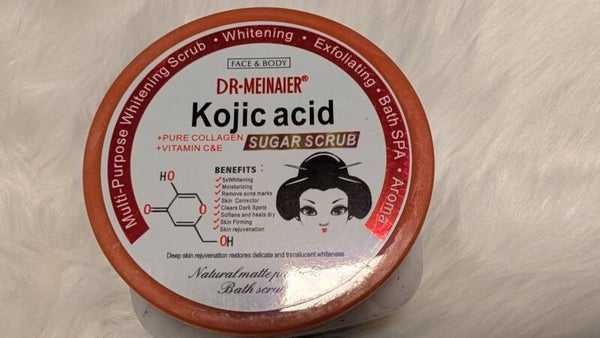 Multi-Purpose Whitening Scrub • Whitening • Exfoliating • Bath SPA • Aroma
FACE & BODY
DR•MEINAIER®
Kojic acid
+PURE COLLAGEN
+VITAMIN C&E
SUGAR SCRUB
BENEFITS :
5xWhitening
Moisturizing
Remove acne marks
Skin Corrector
Clears Dark Spots
Softens and heals dry
Skin Firming
Skin rejuvenation
HO
O
O
OH
Deep skin rejuvenation restores delicate and translucent whiteness
Natural matte
Bath